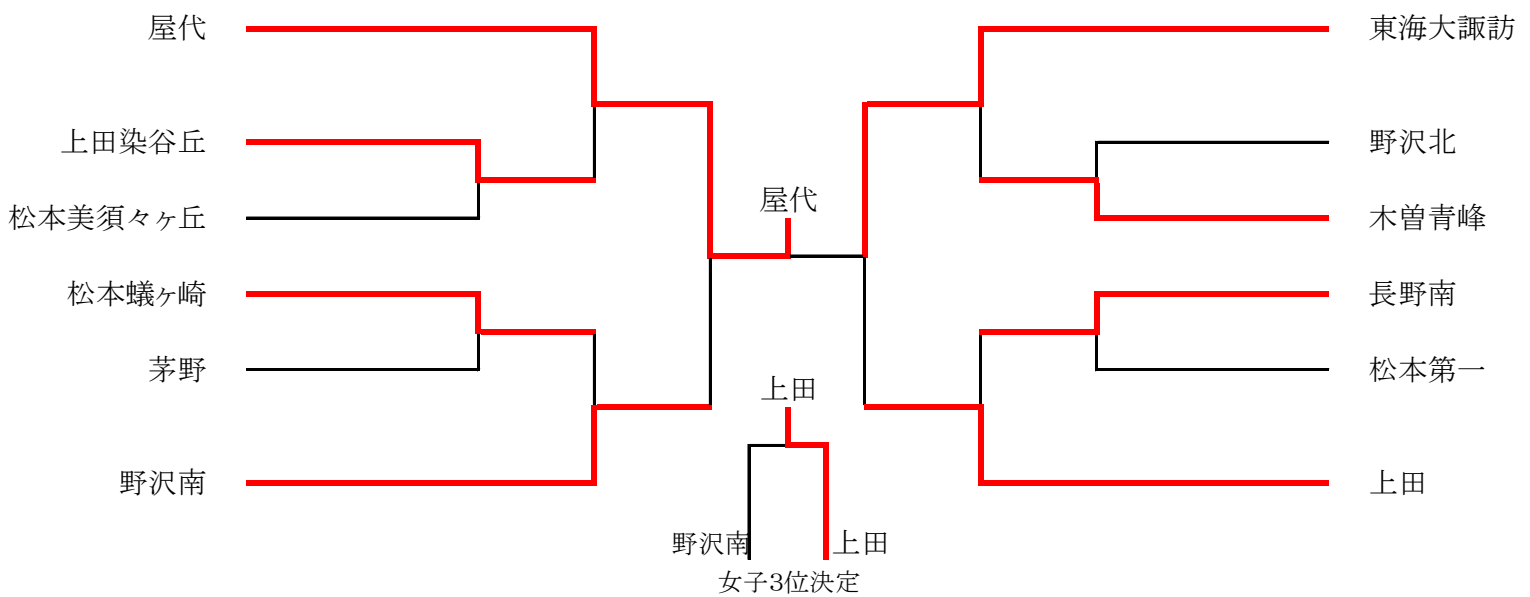 屋代
上田染谷丘
松本美須々ヶ丘
松本蟻ヶ崎
茅野
野沢南
屋代
上田
野沢南
上田
女子3位決定
東海大諏訪
野沢北
木曽青峰
長野南
松本第一
上田